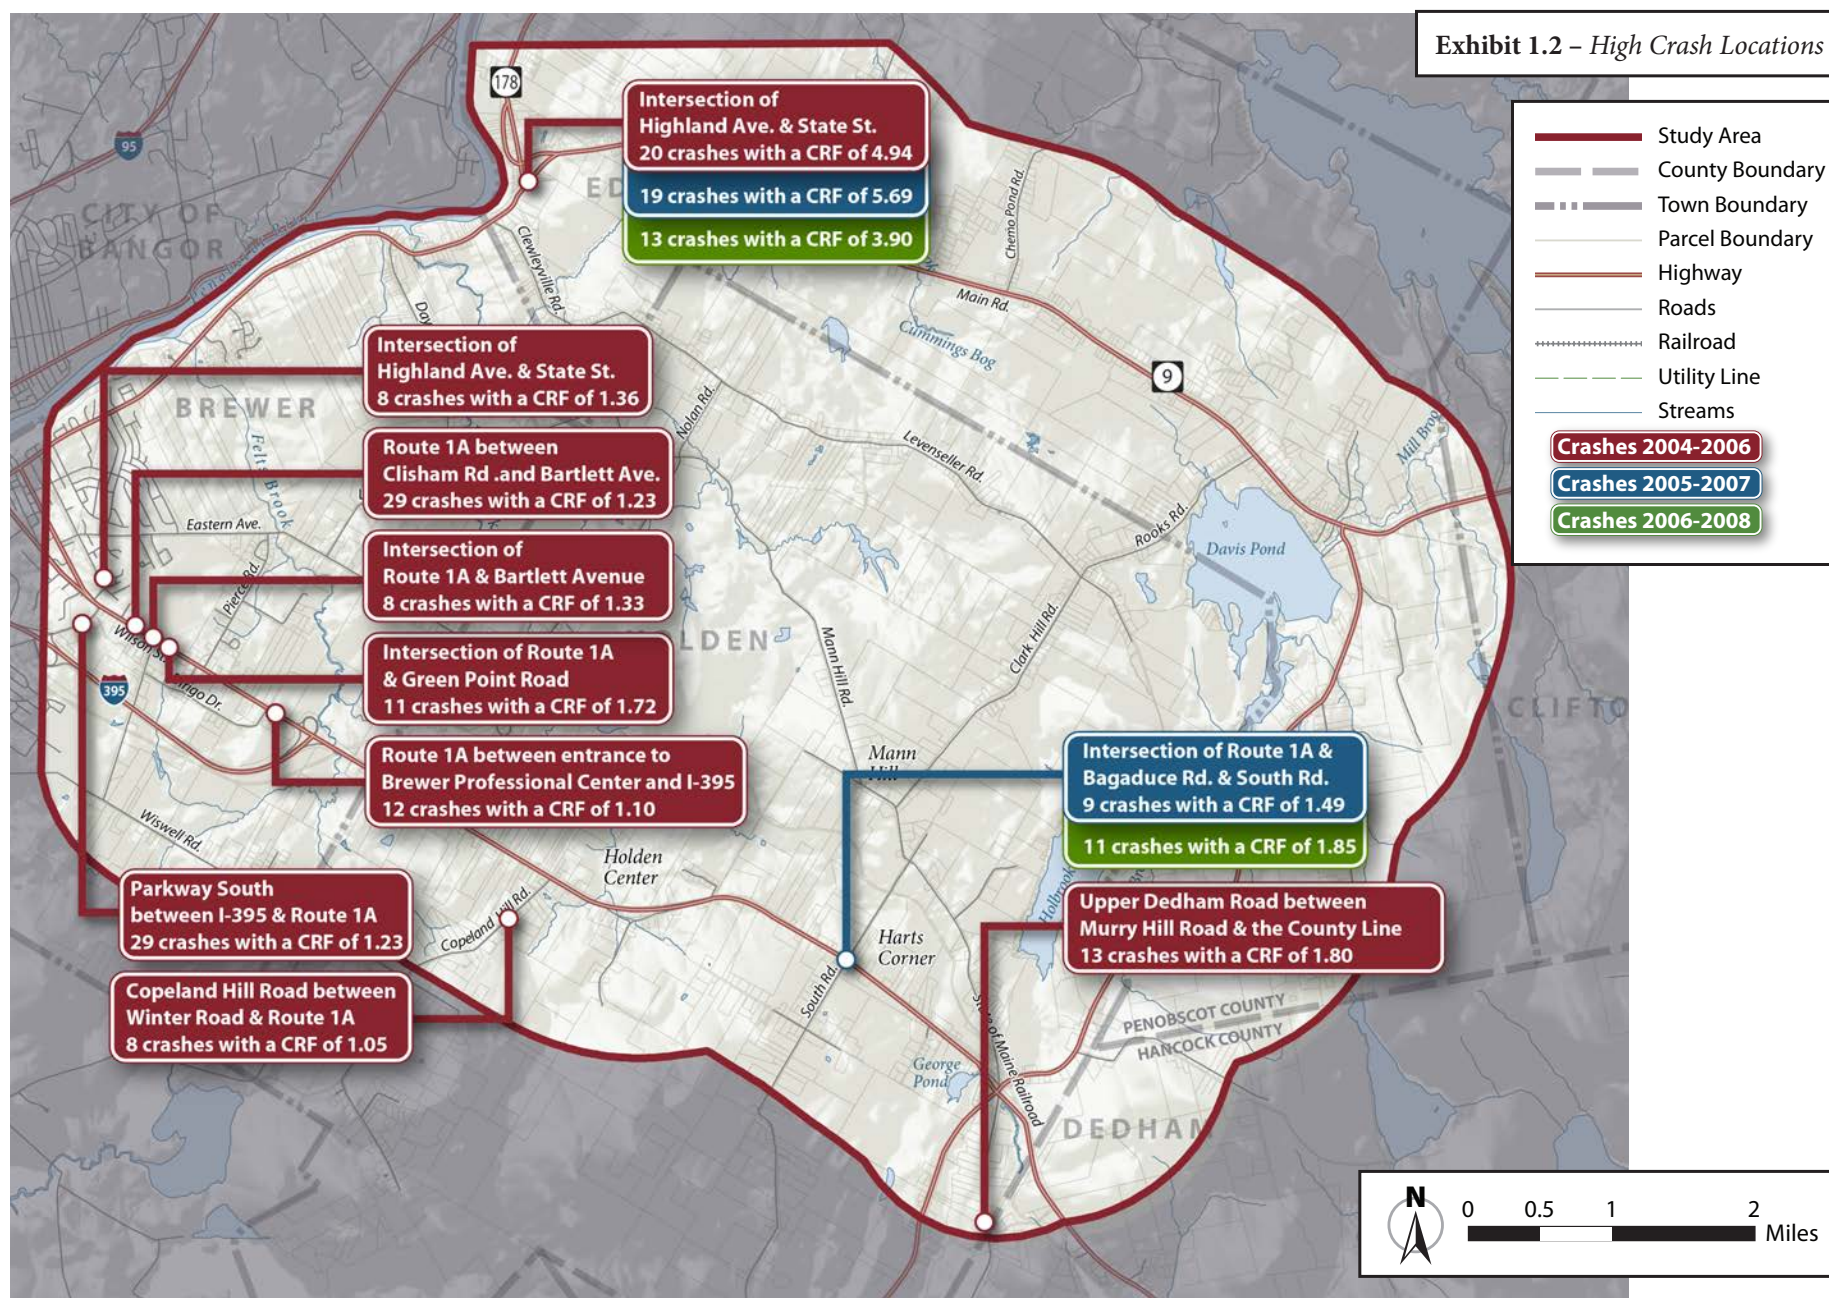 Exhibit 1.2 – High Crash Locations
Study Area
County Boundary
Town Boundary
Parcel Boundary
Highway
Roads
Railroad
Utility Line
Streams
Crashes 2004-2006
Crashes 2005-2007
Crashes 2006-2008
178
95
CITY OF
BANGOR
Intersection of
Highland Ave. & State St.
20 crashes with a CRF of 4.94
19 crashes with a CRF of 5.69
13 crashes with a CRF of 3.90
ED
Clewleyville Rd.
Chemo Pond Rd.
Main Rd.
Cummings Bog
Day
9
Intersection of
Highland Ave. & State St.
8 crashes with a CRF of 1.36
BREWER
Felts Brook
Nolan Rd.
Levenseller Rd.
Mill Broo
Route 1A between
Clisham Rd .and Bartlett Ave.
29 crashes with a CRF of 1.23
Eastern Ave.
Rooks Rd.
Davis Pond
Intersection of
Route 1A & Bartlett Avenue
8 crashes with a CRF of 1.33
Pierce Rd.
Wilson St.
LDEN
Mann Hill Rd.
Clark Hill Rd.
Intersection of Route 1A
& Green Point Road
11 crashes with a CRF of 1.72
395
irigo Dr.
CLIFTO
Route 1A between entrance to
Brewer Professional Center and I-395
12 crashes with a CRF of 1.10
Mann
Hill
Intersection of Route 1A &
Bagaduce Rd. & South Rd.
9 crashes with a CRF of 1.49
11 crashes with a CRF of 1.85
Wiswell Rd.
Holden
Center
Holbrook
Parkway South
between I-395 & Route 1A
29 crashes with a CRF of 1.23
Copeland Hill Rd.
Upper Dedham Road between
Murry Hill Road & the County Line
13 crashes with a CRF of 1.80
Harts
Corner
South Rd.
Copeland Hill Road between
Winter Road & Route 1A
8 crashes with a CRF of 1.05
State of Maine Railroad
PENOBSCOT COUNTY
HANCOCK COUNTY
George
Pond
DEDHAM
N
0 0.5 1 2
Miles